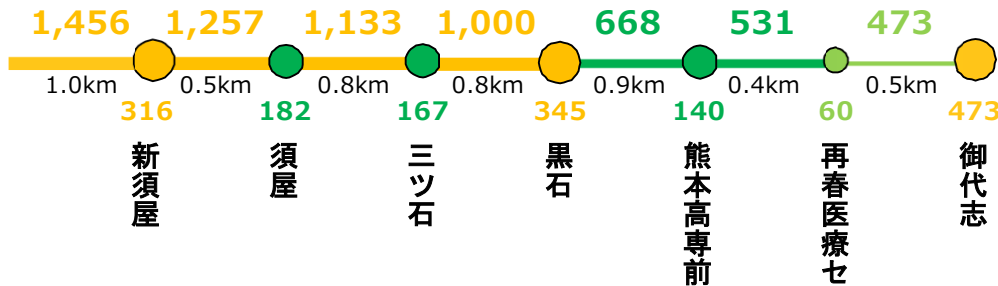 1,456 1,257 1,133 1,000 668 531 473
1.0km 0.5km 0.8km 0.8km 0.9km 0.4km 0.5km
316 182 167 345 140 60 473
新須屋
須屋
三ツ石
黒石
熊本高専前
再春医療セ
御代志